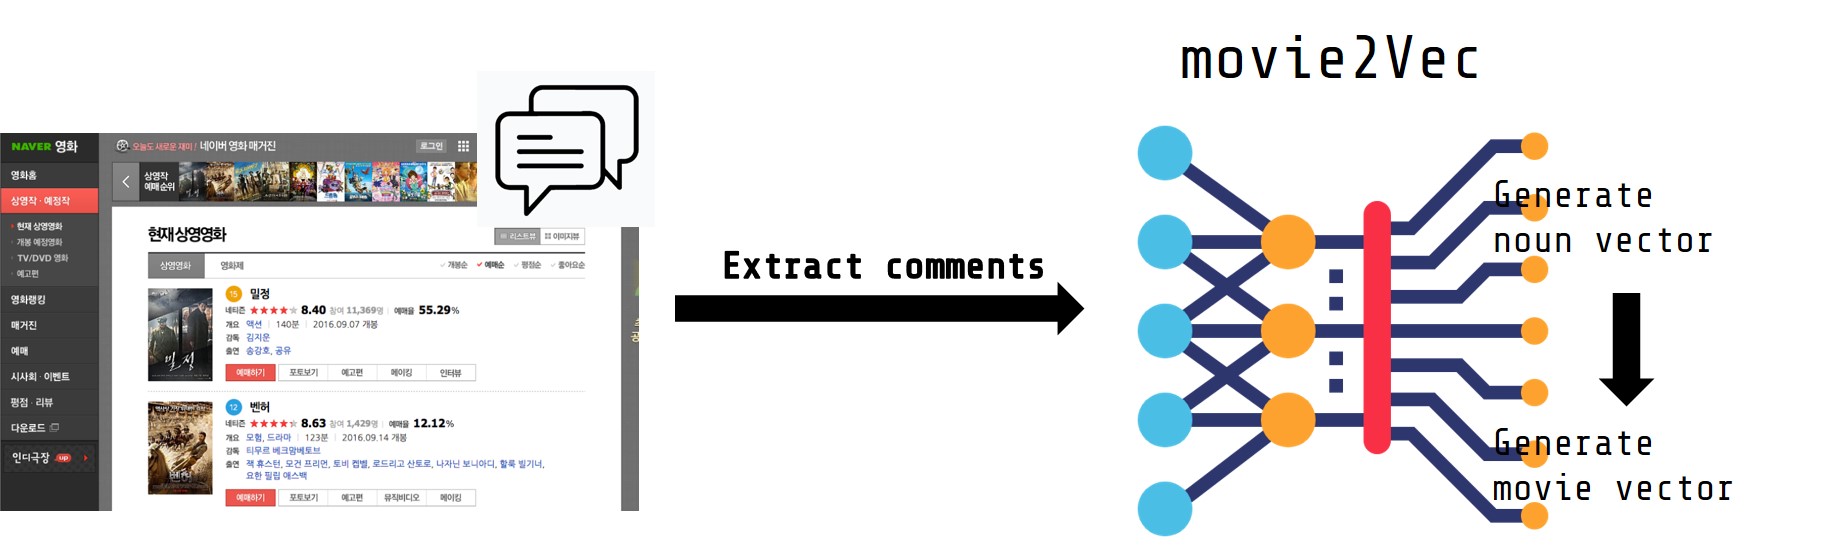 movie2Vec
NAVER 영화
오늘도 새로운 재미! 네이버 영화 매거진
로그인
영화홈
상영작 · 예정작
현재 상영영화
개봉 예정영화
TV/DVD 영화
예고편
영화랭킹
매거진
예매
시사회 · 이벤트
평점 · 리뷰
다운로드
인디극장 up
상영작
예매순위
현재 상영영화
리스트뷰 이미지뷰
상영영화 영화제
개봉순 예매순 평점순 좋아요순
15 밀정
네티즌 8.40 참여 11,369명 예매율 55.29%
개요 액션 | 140분 | 2016.09.07 개봉
감독 김지운
출연 송강호, 공유
예매하기 포토보기 예고편 메이킹 인터뷰
밀정
12 벤허
네티즌 8.63 참여 1,429명 예매율 12.12%
개요 모험, 드라마 | 123분 | 2016.09.14 개봉
감독 티무르 베크맘베토브
출연 잭 휴스턴, 모건 프리먼, 토비 켑벨, 로드리고 산토로, 나자닌 보니아디, 할룩 빌기너,
요한 필립 애스백
예매하기 포토보기 예고편 뮤직비디오 메이킹
벤허
Extract comments
Generate
noun vector
Generate
movie vector